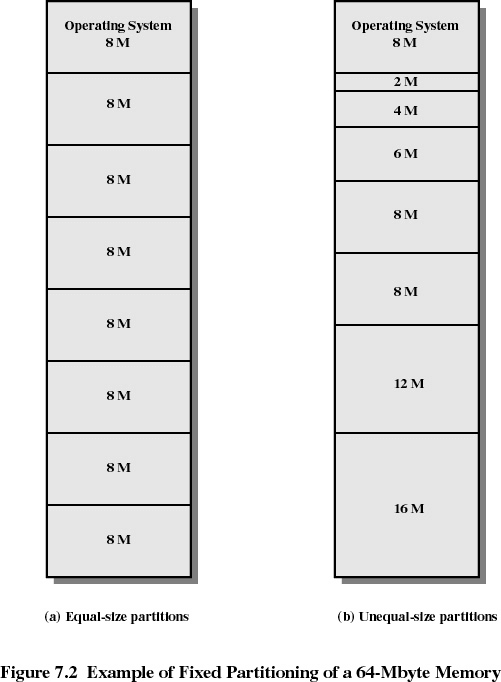 Operating System
8 M
8 M
8 M
8 M
8 M
8 M
8 M
8 M
(a) Equal-size partitions
Operating System
8 M
2 M
4 M
6 M
8 M
8 M
12 M
16 M
(b) Unequal-size partitions
Figure 7.2 Example of Fixed Partitioning of a 64-Mbyte Memory